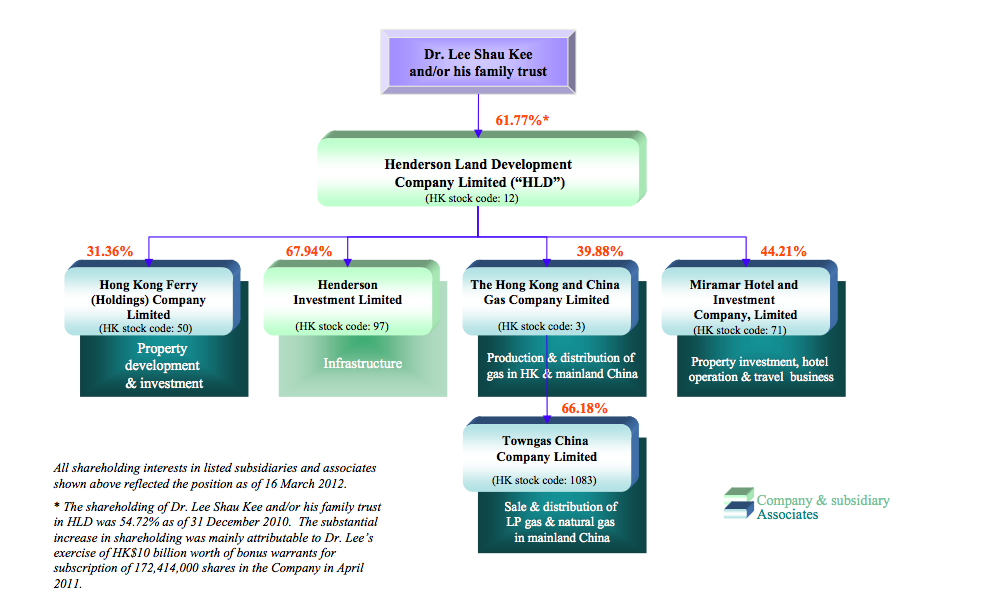 Dr. Lee Shau Kee
and/or his family trust
61.77%*
Henderson Land Development
Company Limited (“HLD”)
(HK stock code: 12)
31.36%
Hong Kong Ferry
(Holdings) Company
Limited
(HK stock code: 50)
Property
development
& investment
67.94%
Henderson
Investment Limited
(HK stock code: 97)
Infrastructure
39.88%
The Hong Kong and China
Gas Company Limited
(HK stock code: 3)
Production & distribution of
gas in HK & mainland China
44.21%
Miramar Hotel and
Investment
Company, Limited
(HK stock code: 71)
Property investment, hotel
operation & travel business
66.18%
Towngas China
Company Limited
(HK stock code: 1083)
Sale & distribution of
LP gas & natural gas
in mainland China
All shareholding interests in listed subsidiaries and associates
shown above reflected the position as of 16 March 2012.
* The shareholding of Dr. Lee Shau Kee and/or his family trust
in HLD was 54.72% as of 31 December 2010. The substantial
increase in shareholding was mainly attributable to Dr. Lee’s
exercise of HK$10 billion worth of bonus warrants for
subscription of 172,414,000 shares in the Company in April
2011.
Company & subsidiary
Associates